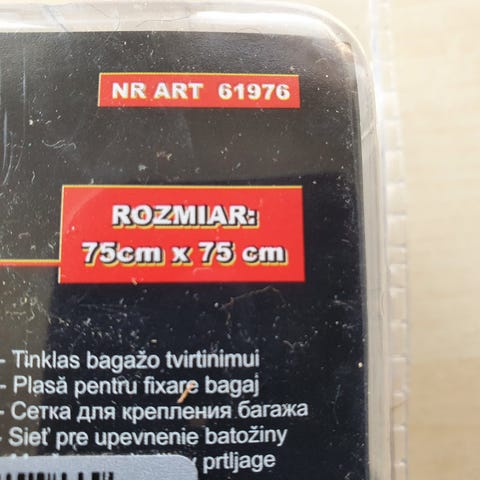 NR ART 61976
ROZMIAR:
75cm x 75 cm
- Tinklas bagažo tvirtinimui
- Plasă pentru fixare bagaj
- Сетка для крепления багажа
- Sieť pre upevnenie batožiny
prtljage